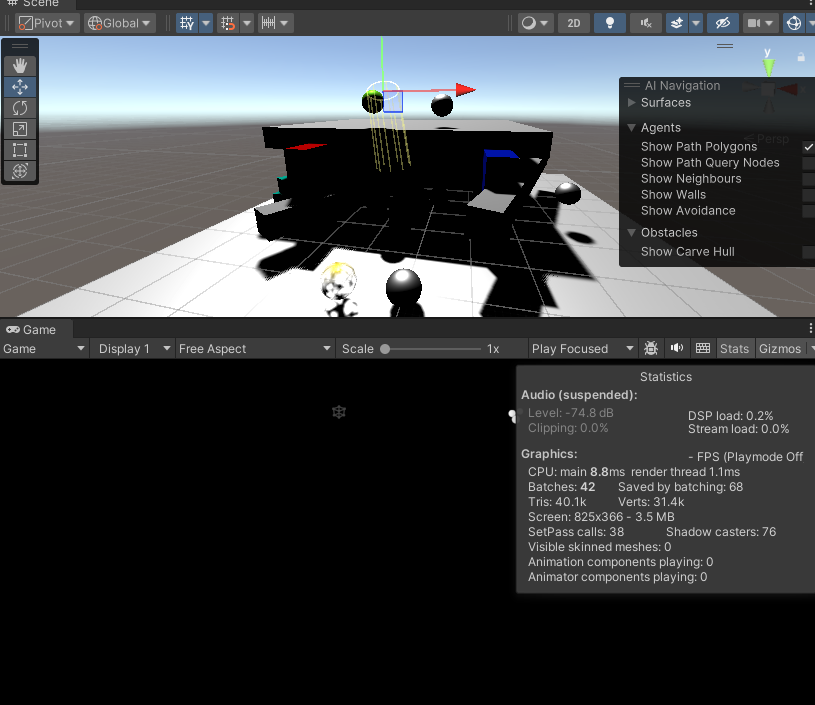 Scene
Pivot Global 2D
y
Persp
AI Navigation
Surfaces
Agents
Show Path Polygons
Show Path Query Nodes
Show Neighbours
Show Walls
Show Avoidance
Obstacles
Show Carve Hull
Game
Game Display 1 Free Aspect Scale 1x Play Focused Stats Gizmos
Statistics
Audio (suspended):
Level: -74.8 dB DSP load: 0.2%
Clipping: 0.0% Stream load: 0.0%
Graphics: - FPS (Playmode Off
CPU: main 8.8ms render thread 1.1ms
Batches: 42 Saved by batching: 68
Tris: 40.1k Verts: 31.4k
Screen: 825x366 - 3.5 MB
SetPass calls: 38 Shadow casters: 76
Visible skinned meshes: 0
Animation components playing: 0
Animator components playing: 0